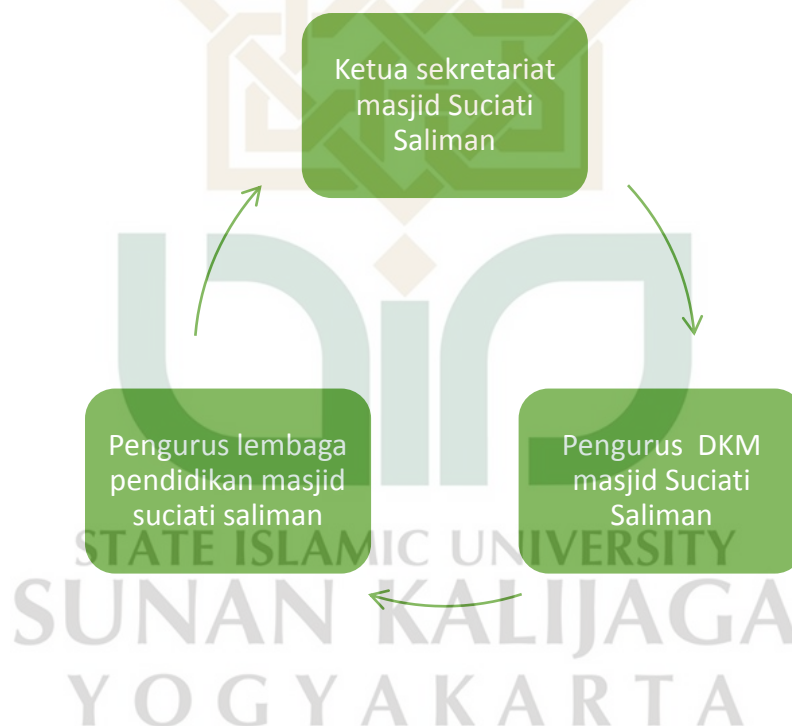 Ketua sekretariat
masjid Suciati
Saliman
Pengurus lembaga
pendidikan masjid
suciati saliman
Pengurus DKM
masjid Suciati
Saliman
STATE ISLAMIC UNIVERSITY
SUNAN KALIJAGA
YOGYAKARTA